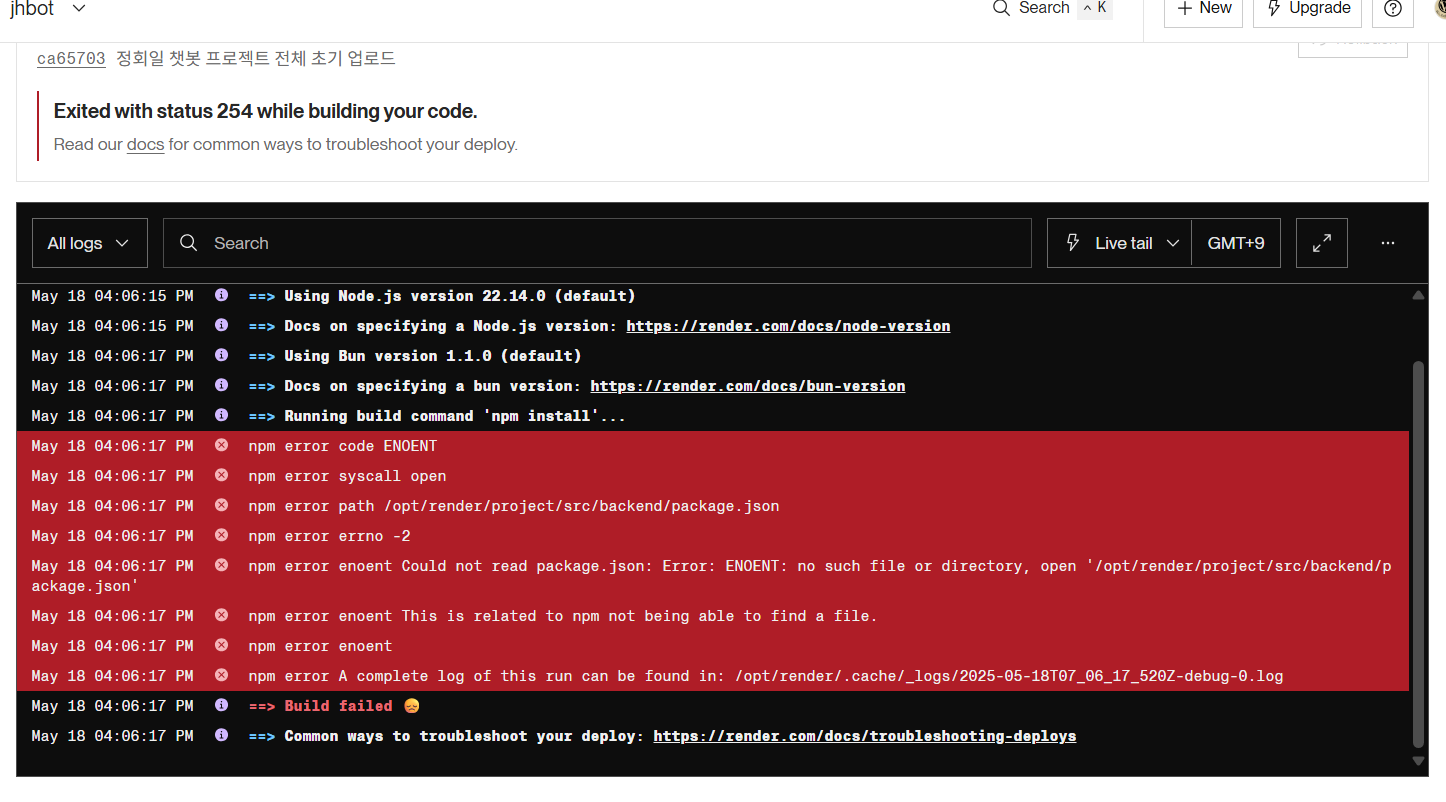 jhbot
Search
K
New
Upgrade
ca65703 정회일 챗봇 프로젝트 전체 초기 업로드
Exited with status 254 while building your code.
Read our docs for common ways to troubleshoot your deploy.
All logs
Search
Live tail
GMT+9
May 18 04:06:15 PM ==> Using Node.js version 22.14.0 (default)
May 18 04:06:15 PM ==> Docs on specifying a Node.js version: https://render.com/docs/node-version
May 18 04:06:17 PM ==> Using Bun version 1.1.0 (default)
May 18 04:06:17 PM ==> Docs on specifying a bun version: https://render.com/docs/bun-version
May 18 04:06:17 PM ==> Running build command 'npm install'...
May 18 04:06:17 PM npm error code ENOENT
May 18 04:06:17 PM npm error syscall open
May 18 04:06:17 PM npm error path /opt/render/project/src/backend/package.json
May 18 04:06:17 PM npm error errno -2
May 18 04:06:17 PM npm error enoent Could not read package.json: Error: ENOENT: no such file or directory, open '/opt/render/project/src/backend/p
ackage.json'
May 18 04:06:17 PM npm error enoent This is related to npm not being able to find a file.
May 18 04:06:17 PM npm error enoent
May 18 04:06:17 PM npm error A complete log of this run can be found in: /opt/render/.cache/_logs/2025-05-18T07_06_17_520Z-debug-0.log
May 18 04:06:17 PM ==> Build failed 😞
May 18 04:06:17 PM ==> Common ways to troubleshoot your deploy: https://render.com/docs/troubleshooting-deploys